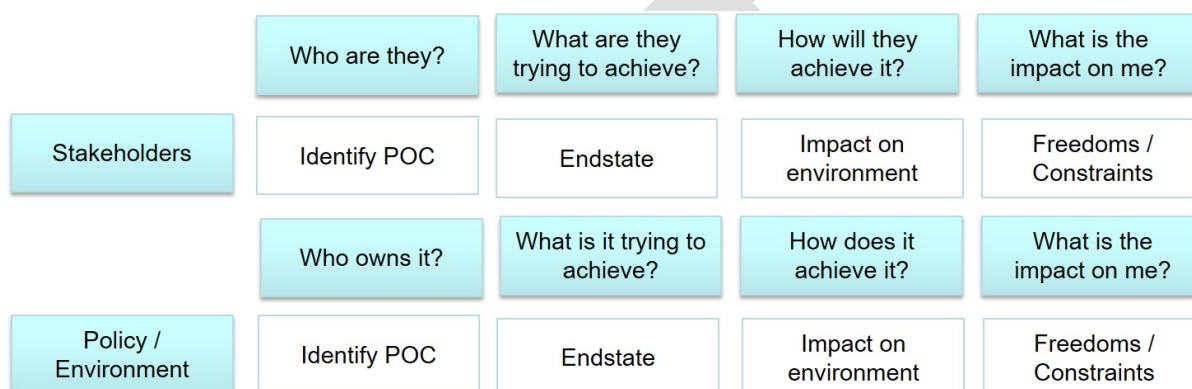 Who are they?
What are they
trying to achieve?
How will they
achieve it?
What is the
impact on me?
Stakeholders
Identify POC
Endstate
Impact on
environment
Freedoms /
Constraints
Who owns it?
What is it trying to
achieve?
How does it
achieve it?
What is the
impact on me?
Policy /
Environment
Identify POC
Endstate
Impact on
environment
Freedoms /
Constraints